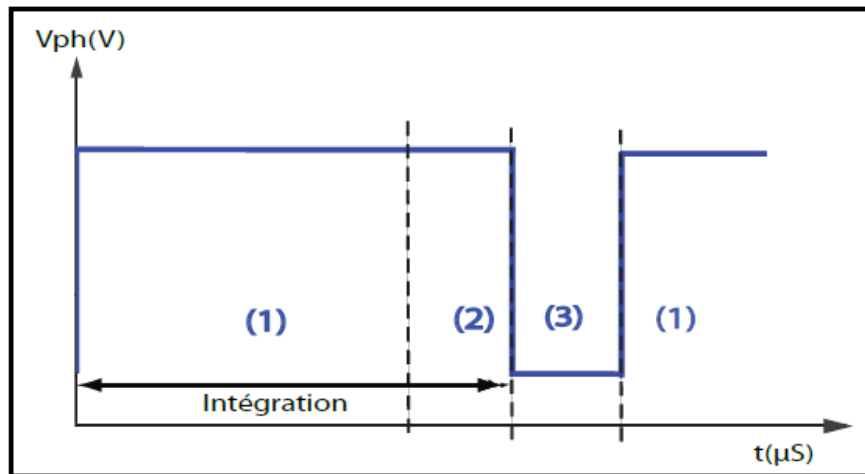 Vph(V)
(1)
(2)
(3)
(1)
Intégration
t(µS)